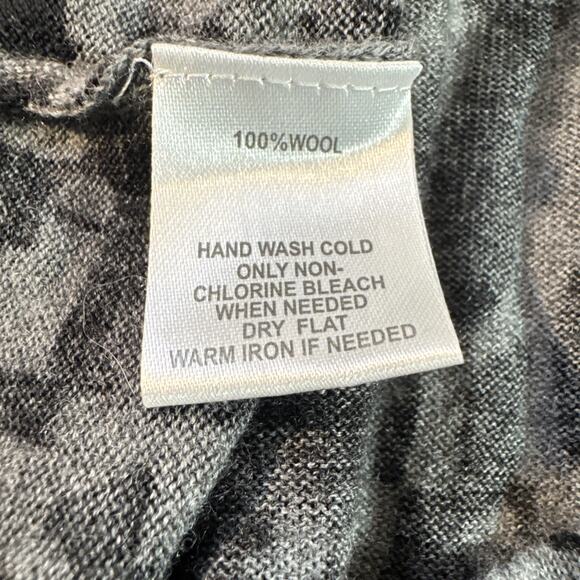 100%WOOL
HAND WASH COLD
ONLY NON-
CHLORINE BLEACH
WHEN NEEDED
DRY FLAT
WARM IRON IF NEEDED